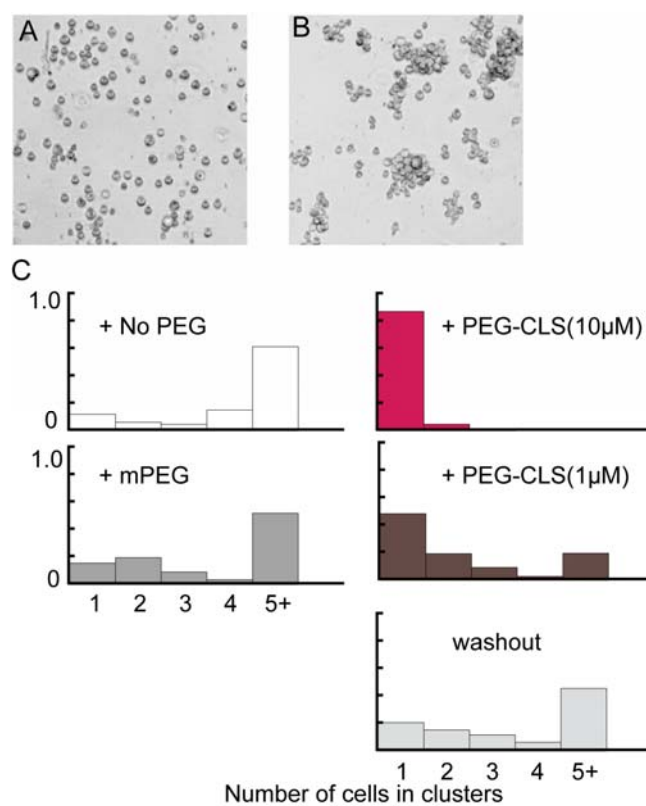 A
B
C
1.0
+ No PEG
0
+ PEG-CLS(10μM)
1.0
+ mPEG
0
1 2 3 4 5+
+ PEG-CLS(1μM)
washout
1 2 3 4 5+
Number of cells in clusters